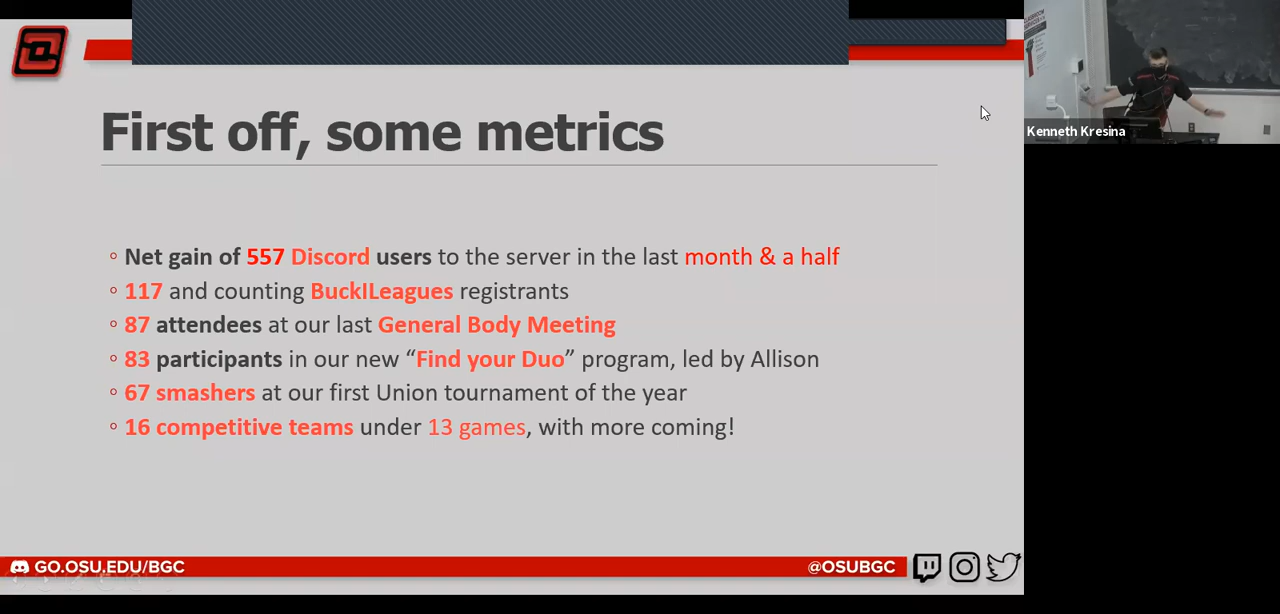 First off, some metrics
Net gain of 557 Discord users to the server in the last month & a half
117 and counting BuckILeagues registrants
87 attendees at our last General Body Meeting
83 participants in our new “Find your Duo” program, led by Allison
67 smashers at our first Union tournament of the year
16 competitive teams under 13 games, with more coming!
GO.OSU.EDU/BGC
@OSUBGC
Kenneth Kresina